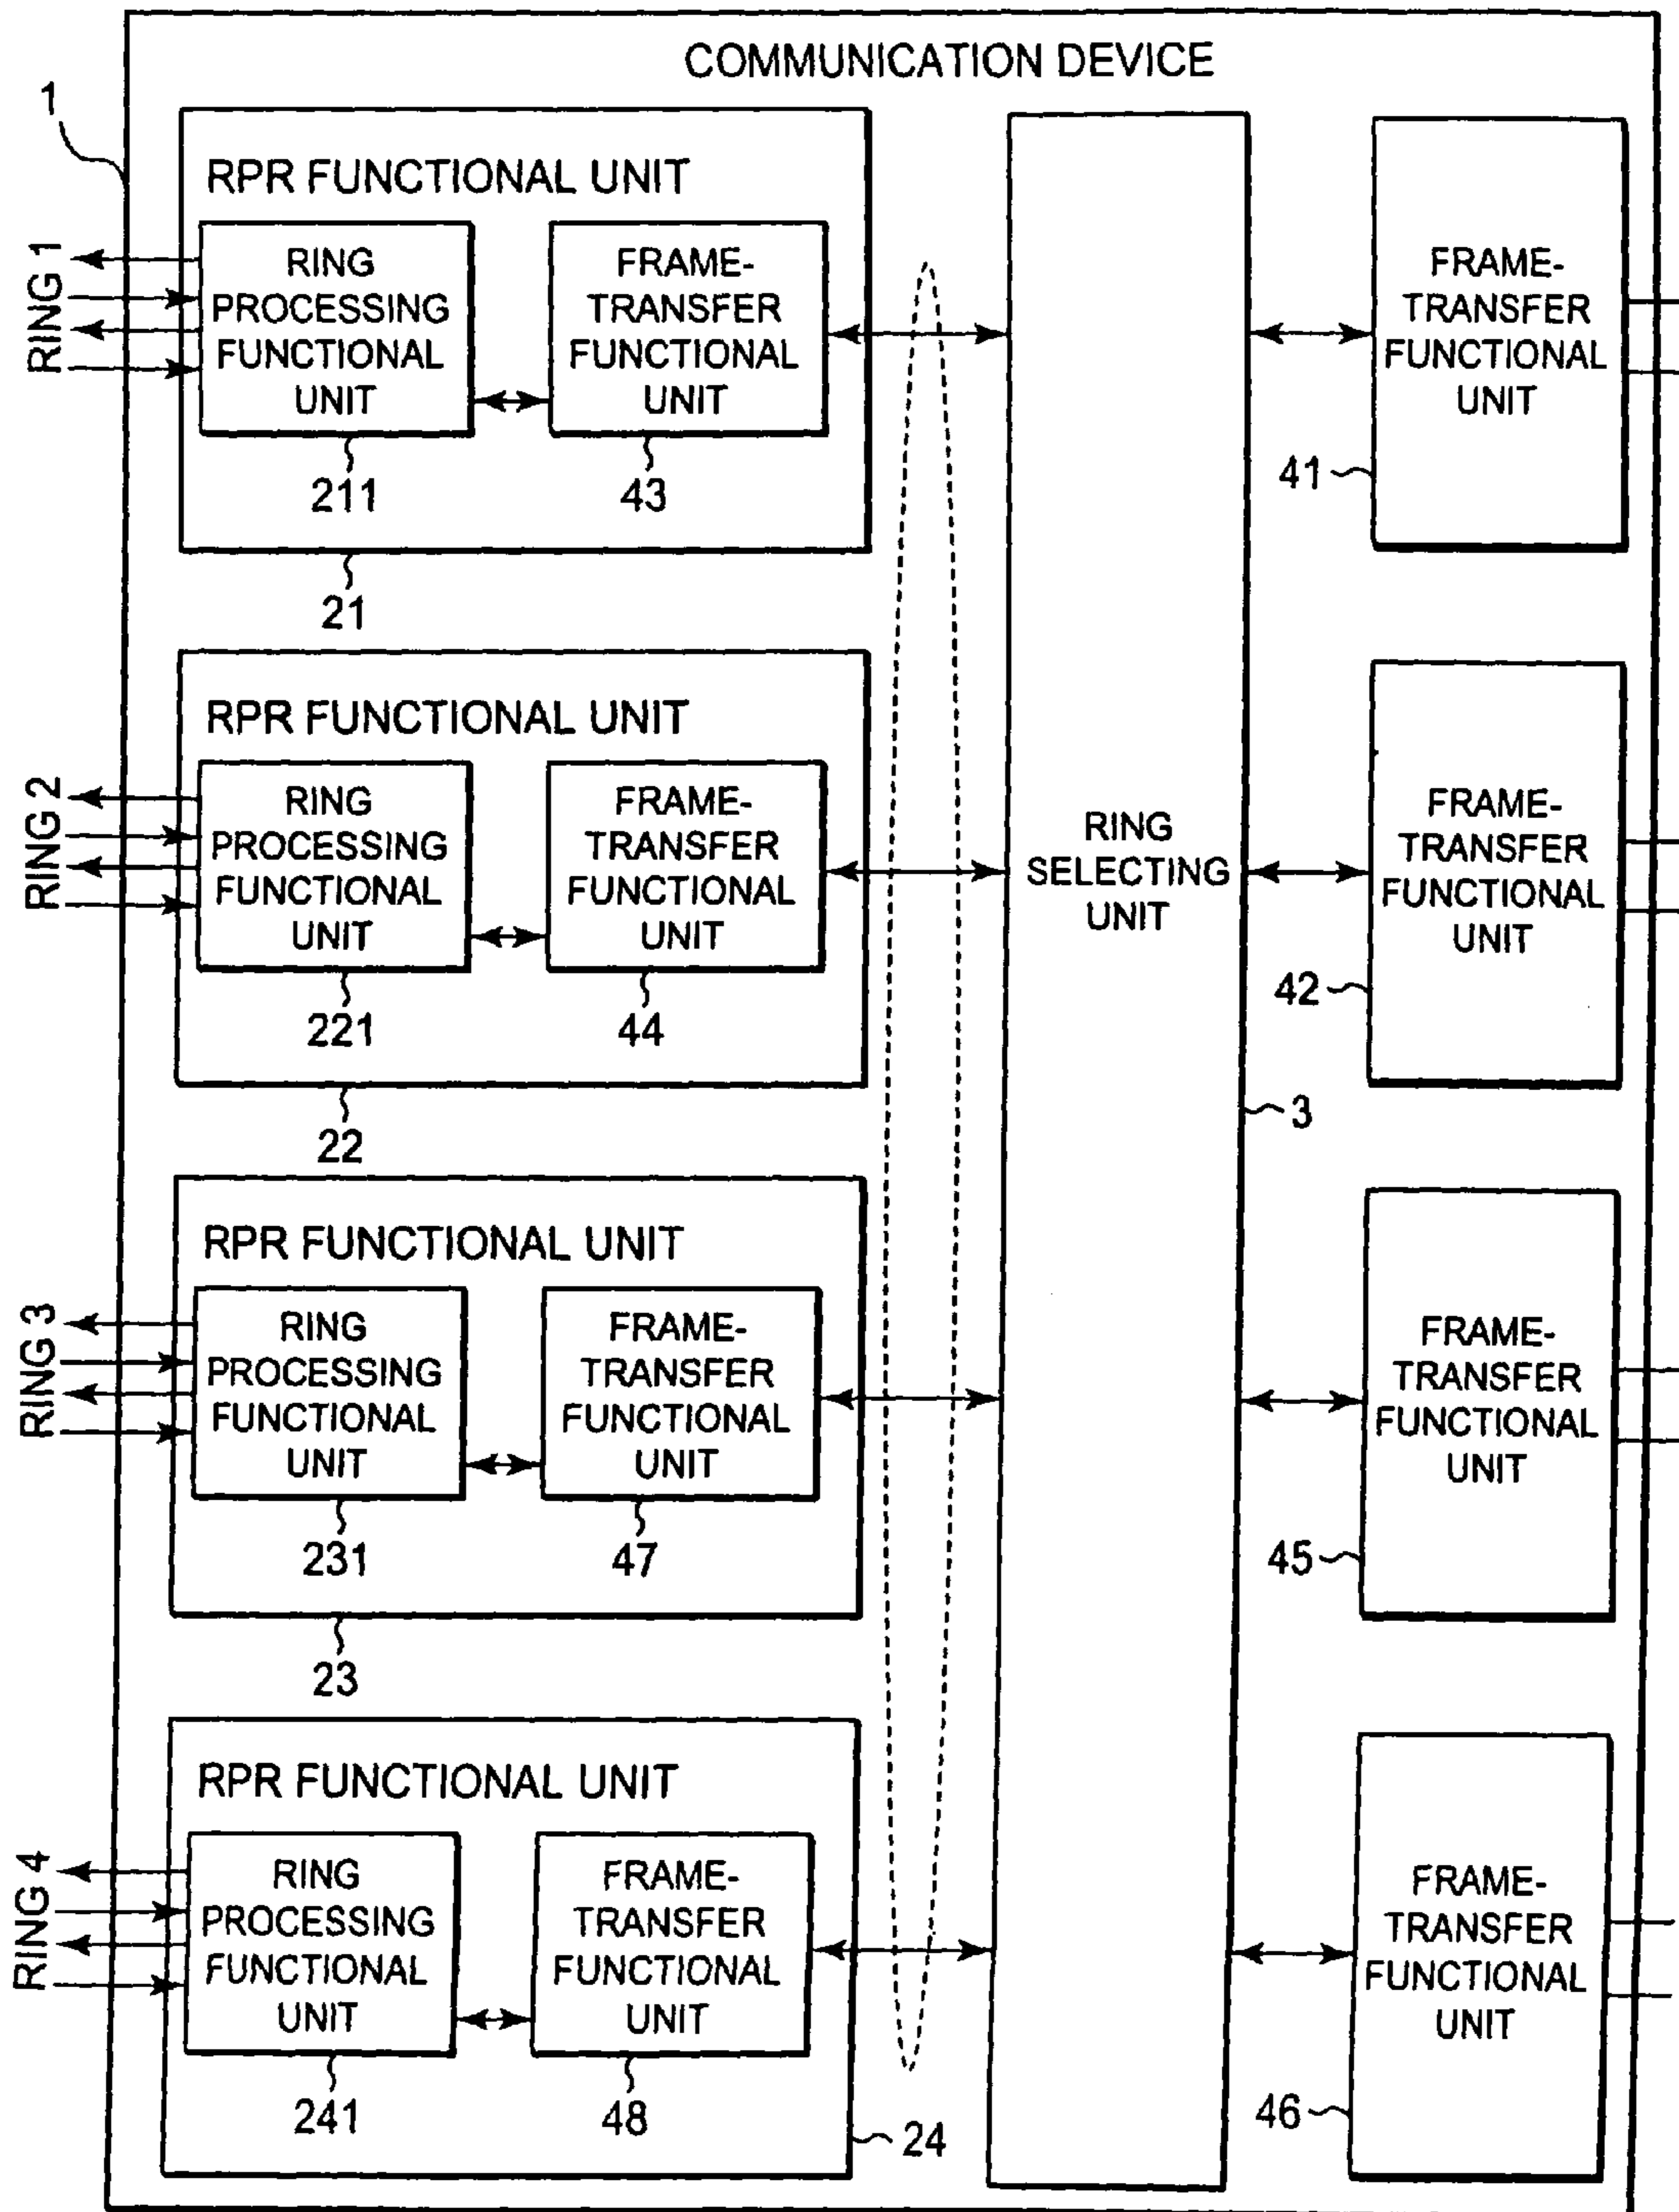 COMMUNICATION DEVICE
1
RPR FUNCTIONAL UNIT
RING 1
RING
PROCESSING
FUNCTIONAL
UNIT
FRAME-
TRANSFER
FUNCTIONAL
UNIT
211
43
21
FRAME-
TRANSFER
FUNCTIONAL
UNIT
41
RPR FUNCTIONAL UNIT
RING 2
RING
PROCESSING
FUNCTIONAL
UNIT
FRAME-
TRANSFER
FUNCTIONAL
UNIT
221
44
22
RING
SELECTING
UNIT
3
FRAME-
TRANSFER
FUNCTIONAL
UNIT
42
RPR FUNCTIONAL UNIT
RING 3
RING
PROCESSING
FUNCTIONAL
UNIT
FRAME-
TRANSFER
FUNCTIONAL
UNIT
231
47
23
FRAME-
TRANSFER
FUNCTIONAL
UNIT
45
RPR FUNCTIONAL UNIT
RING 4
RING
PROCESSING
FUNCTIONAL
UNIT
FRAME-
TRANSFER
FUNCTIONAL
UNIT
241
48
24
FRAME-
TRANSFER
FUNCTIONAL
UNIT
46